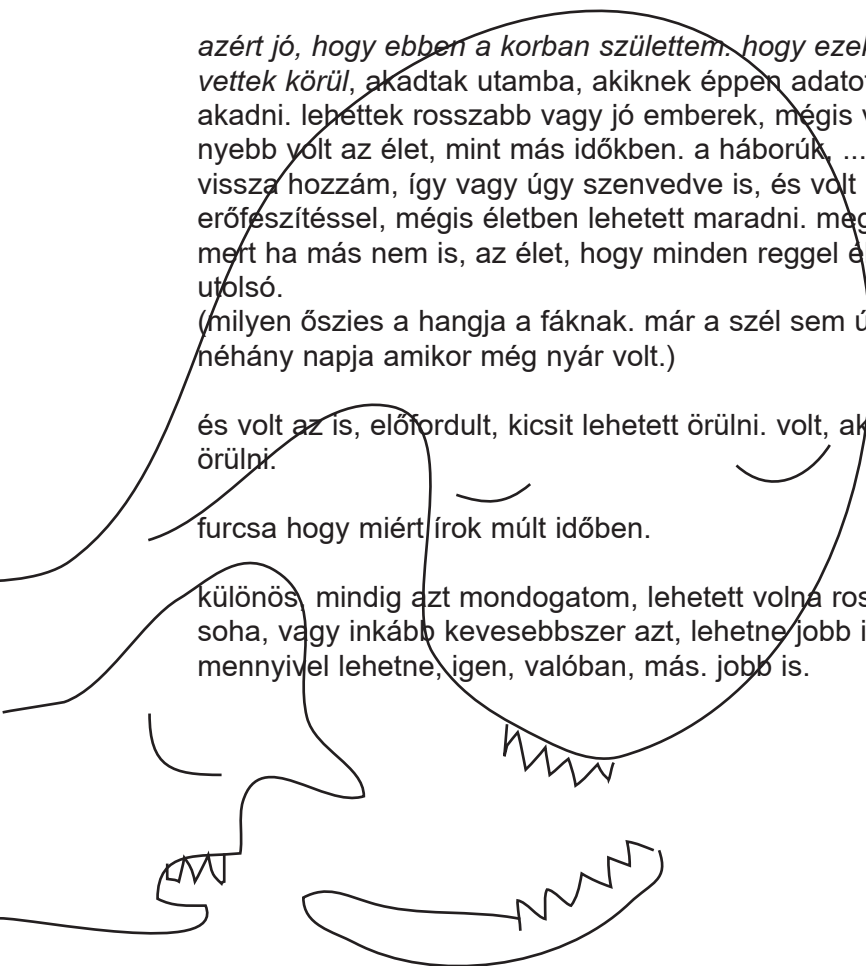 azért jó, hogy ebben a korban születtem. hogy
vettek körül, akadtak utamba, akiknek éppen
akadni. lehettek rosszabb vagy jó emberek, mégis
nyebb volt az élet, mint más időkben. a háborúk, ...
vissza hozzám, így vagy úgy szenvedve is, és volt
erőfeszítéssel, mégis életben lehetett maradni.
mert ha más nem is, az élet, hogy minden reggel
utolsó.
(milyen őszies a hangja a fáknak. már a szél sem
néhány napja amikor még nyár volt.)
és volt az is, előfordult, kicsit lehetett örülni. volt,
örülni.
furcsa hogy miért írok múlt időben.
különös, mindig azt mondogatom, lehetett volna
soha, vagy inkább kevesebbszer azt, lehetne jobb
mennyivel lehetne, igen, valóban, más. jobb is.